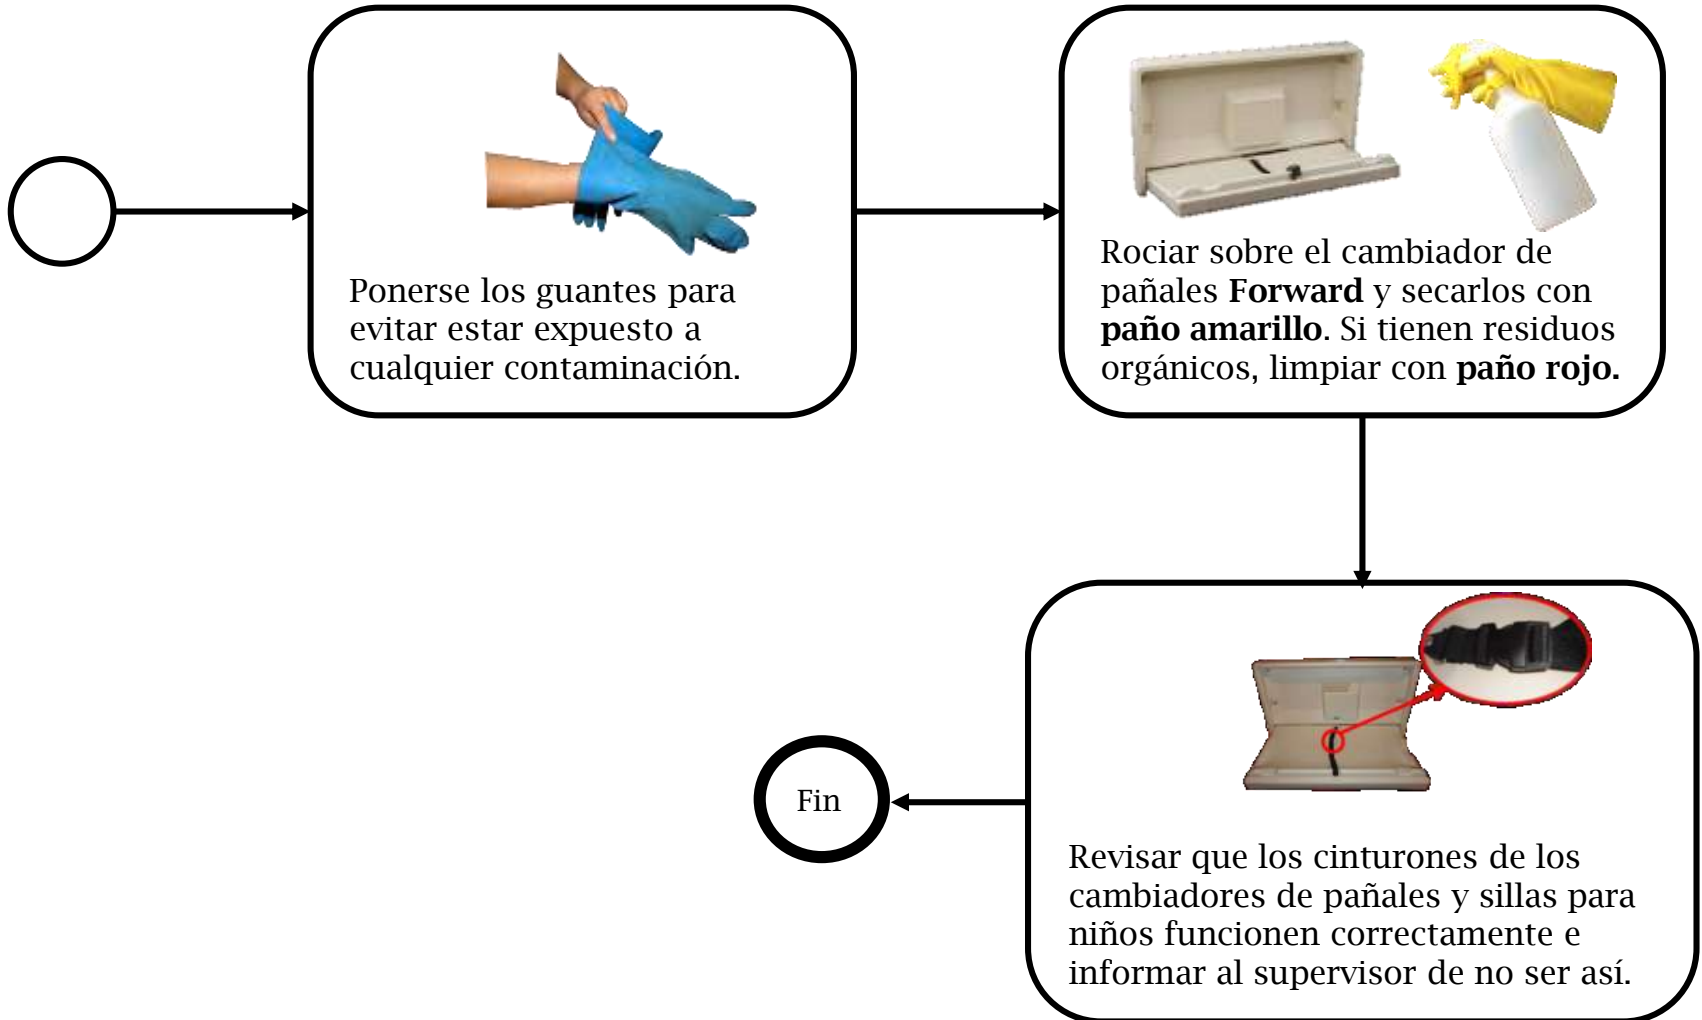 Ponerse los guantes para
evitar estar expuesto a
cualquier contaminación.
Rociar sobre el cambiador de
pañales Forward y secarlos con
paño amarillo. Si tienen residuos
orgánicos, limpiar con paño rojo.
Revisar que los cinturones de los
cambiadores de pañales y sillas para
niños funcionen correctamente e
informar al supervisor de no ser así.
Fin